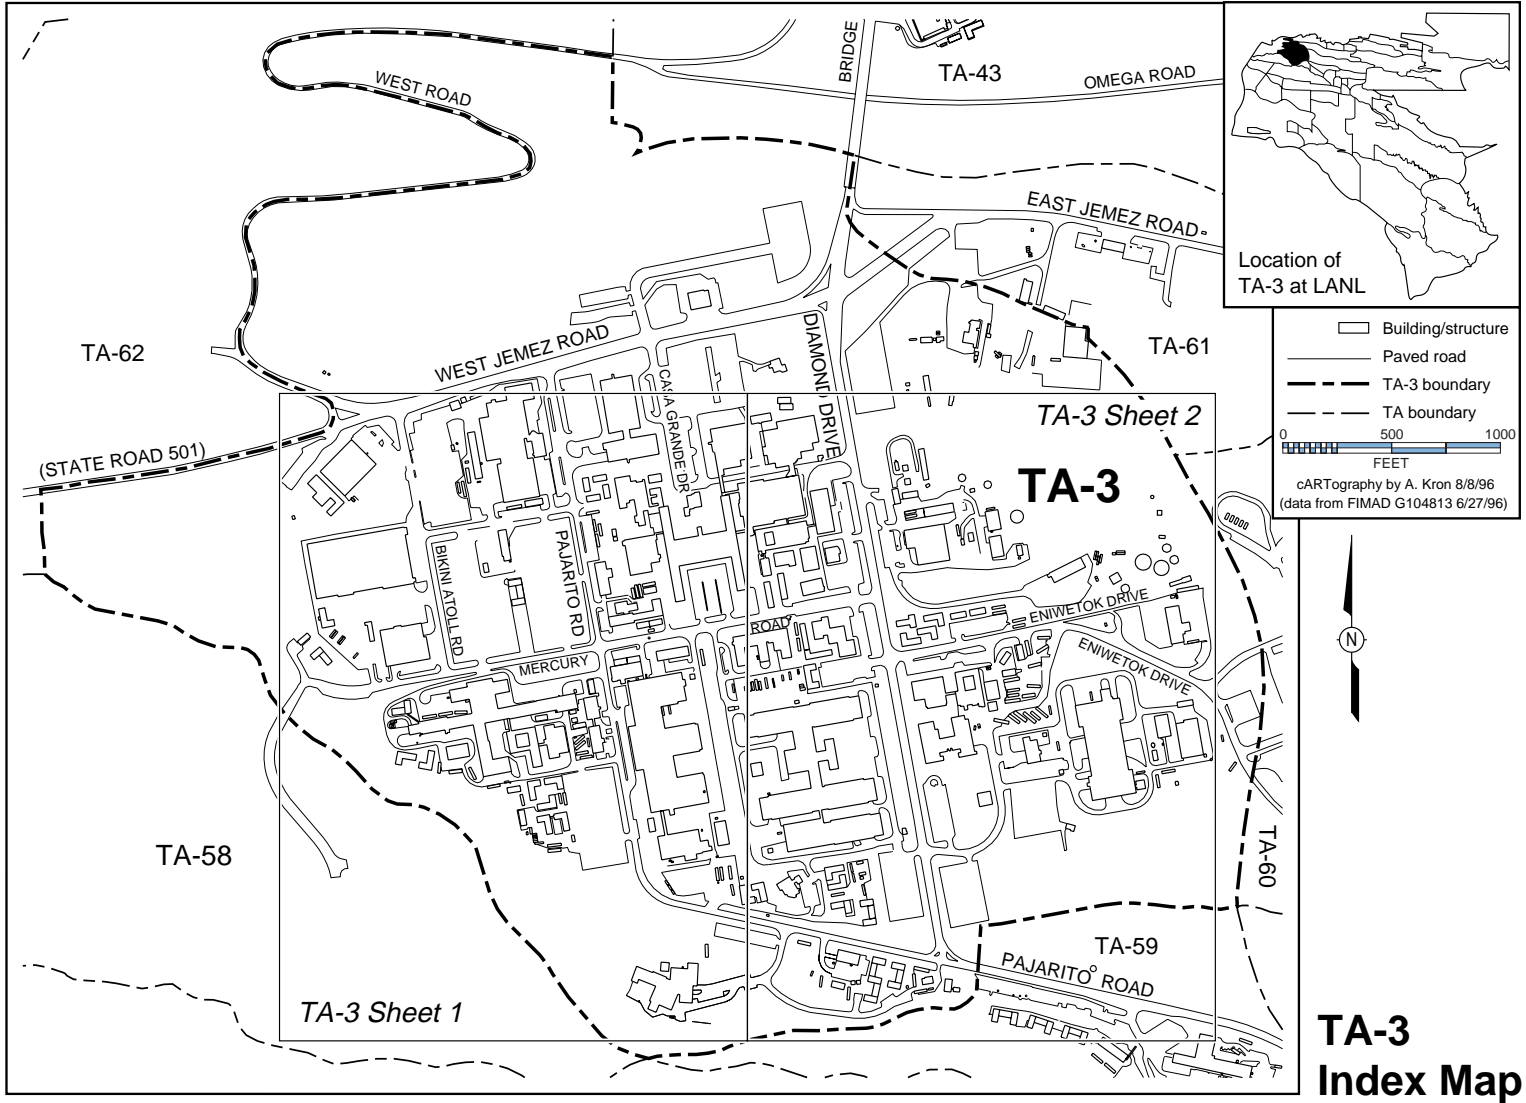 BRIDGE
TA-43
OMEGA ROAD
WEST ROAD
EAST JEMEZ ROAD
Location of
TA-3 at LANL
TA-62
WEST JEMEZ ROAD
DIAMOND DRIVE
TA-61
Building/structure
Paved road
TA-3 boundary
TA boundary
0 500 1000
FEET
cARTography by A. Kron 8/8/96
(data from FIMAD G104813 6/27/96)
CASA GRANDE DR
TA-3 Sheet 2
(STATE ROAD 501)
TA-3
BIKINI ATOLL RD
PAJARITO RD
ENIWETOK DRIVE
ROAD
MERCURY
ENIWETOK DRIVE
N
TA-58
TA-60
TA-59
PAJARITO ROAD
TA-3 Sheet 1
TA-3
Index Map